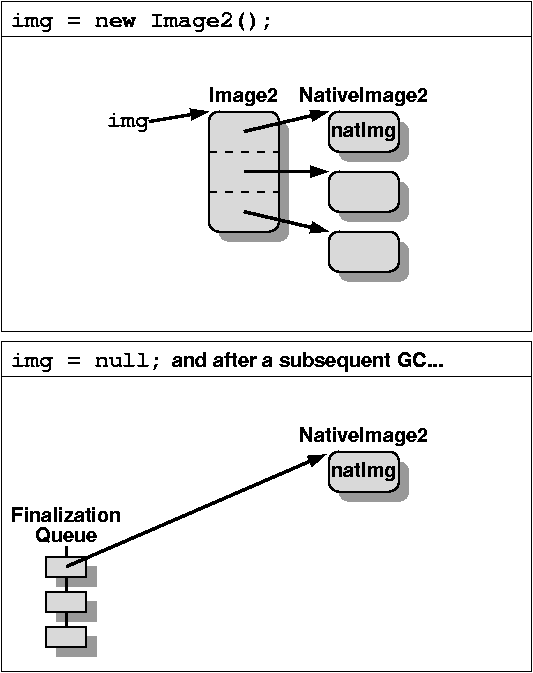 img = new Image2();
Image2
NativeImage2
img
natImg
img = null; and after a subsequent GC...
NativeImage2
natImg
Finalization
Queue